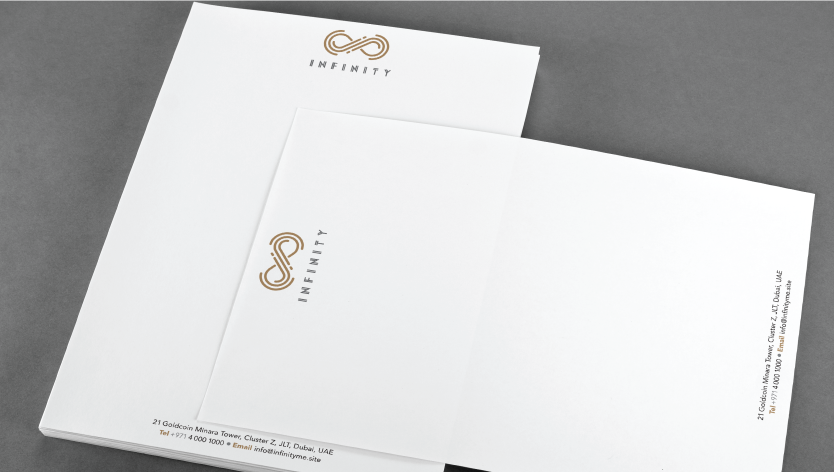 INFINITY
INFINITY
21 Goldcoin Minara Tower, Cluster Z, JLT, Dubai, UAE
Tel +971 4 000 1000 • Email info@infinityme.site
21 Goldcoin Minara Tower, Cluster Z, JLT, Dubai, UAE
Tel +971 4 000 1000 • Email info@infinityme.site